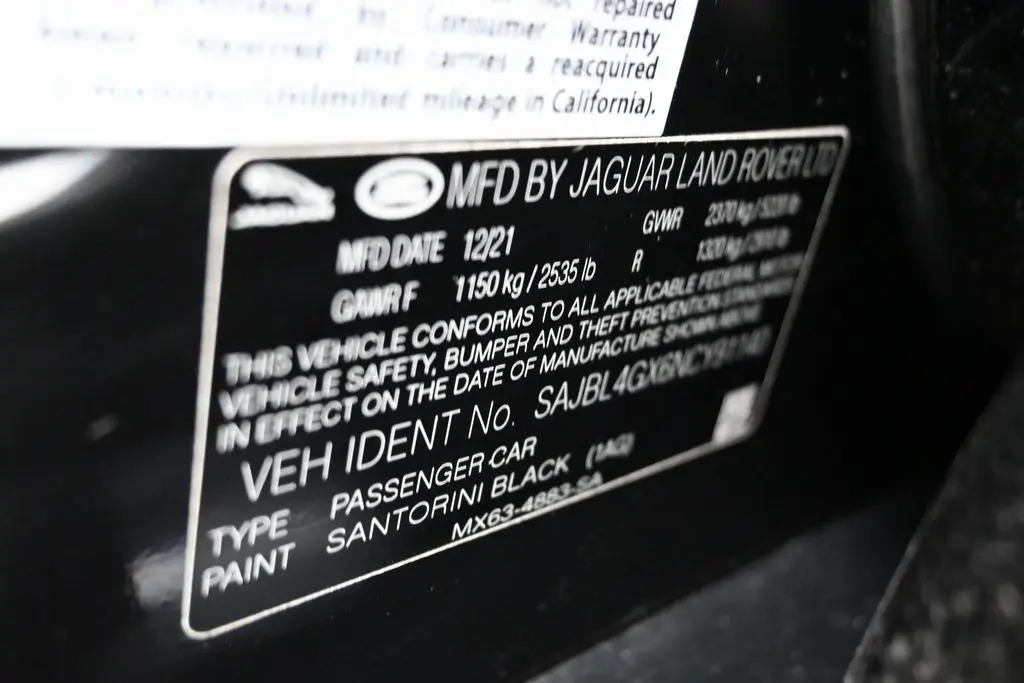 repaired
Consumer Warranty
and carries a reacquired
mileage in California).
JAGUAR
MFD BY JAGUAR LAND ROVER LTD
MFD DATE 12/21 GVWR 2370 kg / 5220 lb
GAWR F 1150 kg / 2535 lb R 1320 kg / 2910 lb
THIS VEHICLE CONFORMS TO ALL APPLICABLE FEDERAL MOTOR
VEHICLE SAFETY, BUMPER AND THEFT PREVENTION STANDARDS
IN EFFECT ON THE DATE OF MANUFACTURE SHOWN ABOVE
VEH IDENT No.
TYPE PASSENGER CAR
PAINT SANTORINI BLACK (1AG)
MX63-4883-SA